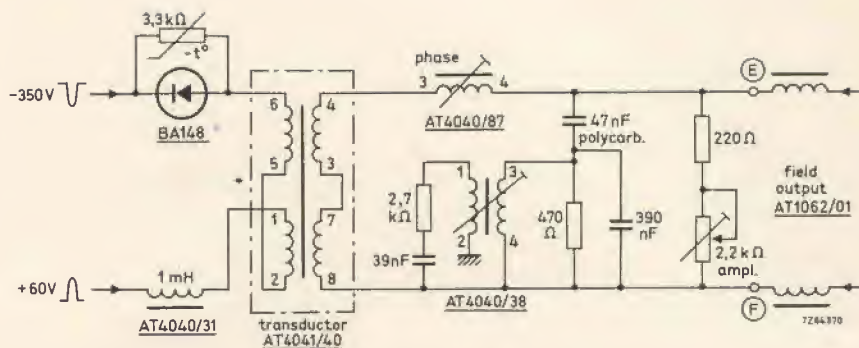 3,3kΩ
-t°
-350V
BA148
6
5
1
2
4
3
7
8
*
1 mH
+60V
AT4040/31
transductor
AT4041/40
phase
3
4
AT4040/87
2,7
kΩ
39nF
1
2
3
4
AT4040/38
47nF
polycarb.
470
Ω
390
nF
E
220Ω
field
output
AT1062/01
2,2kΩ
ampl.
F
7Z64370